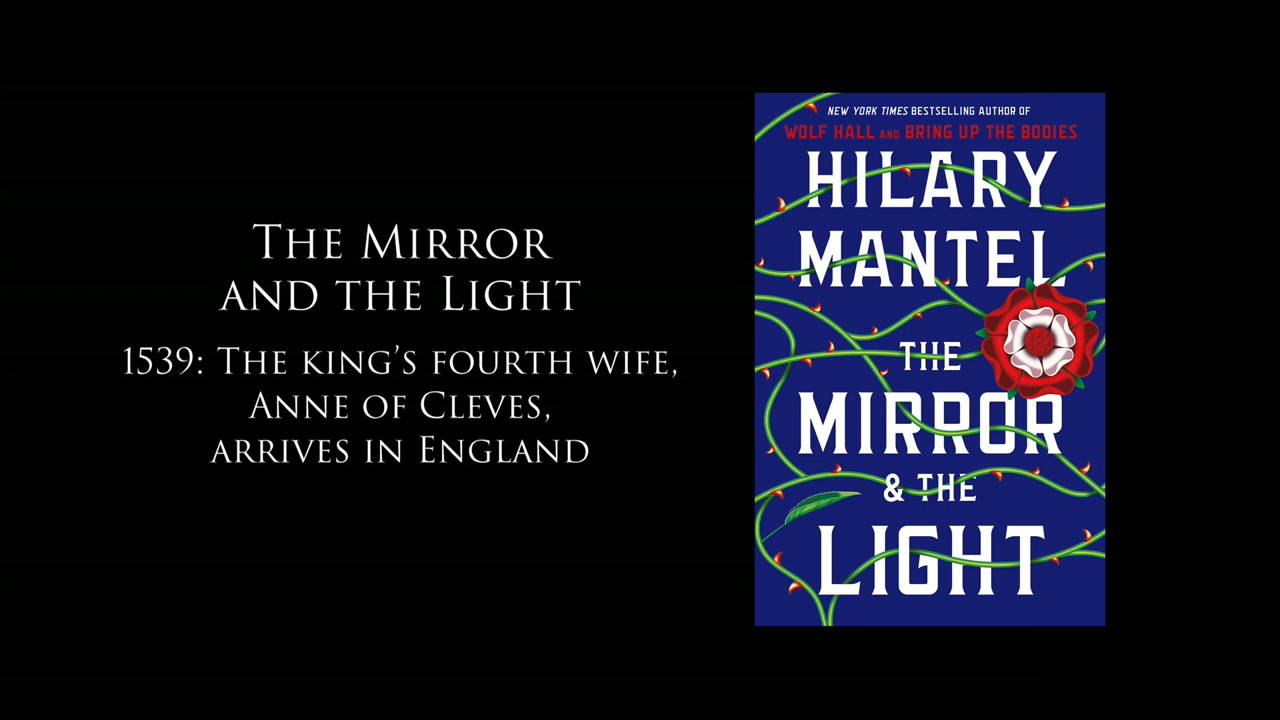 The Mirror
and the Light
1539: The king's fourth wife,
Anne of Cleves,
arrives in England
NEW YORK TIMES BESTSELLING AUTHOR OF
WOLF HALL AND BRING UP THE BODIES
HILARY
MANTEL
THE
MIRROR
& THE
LIGHT